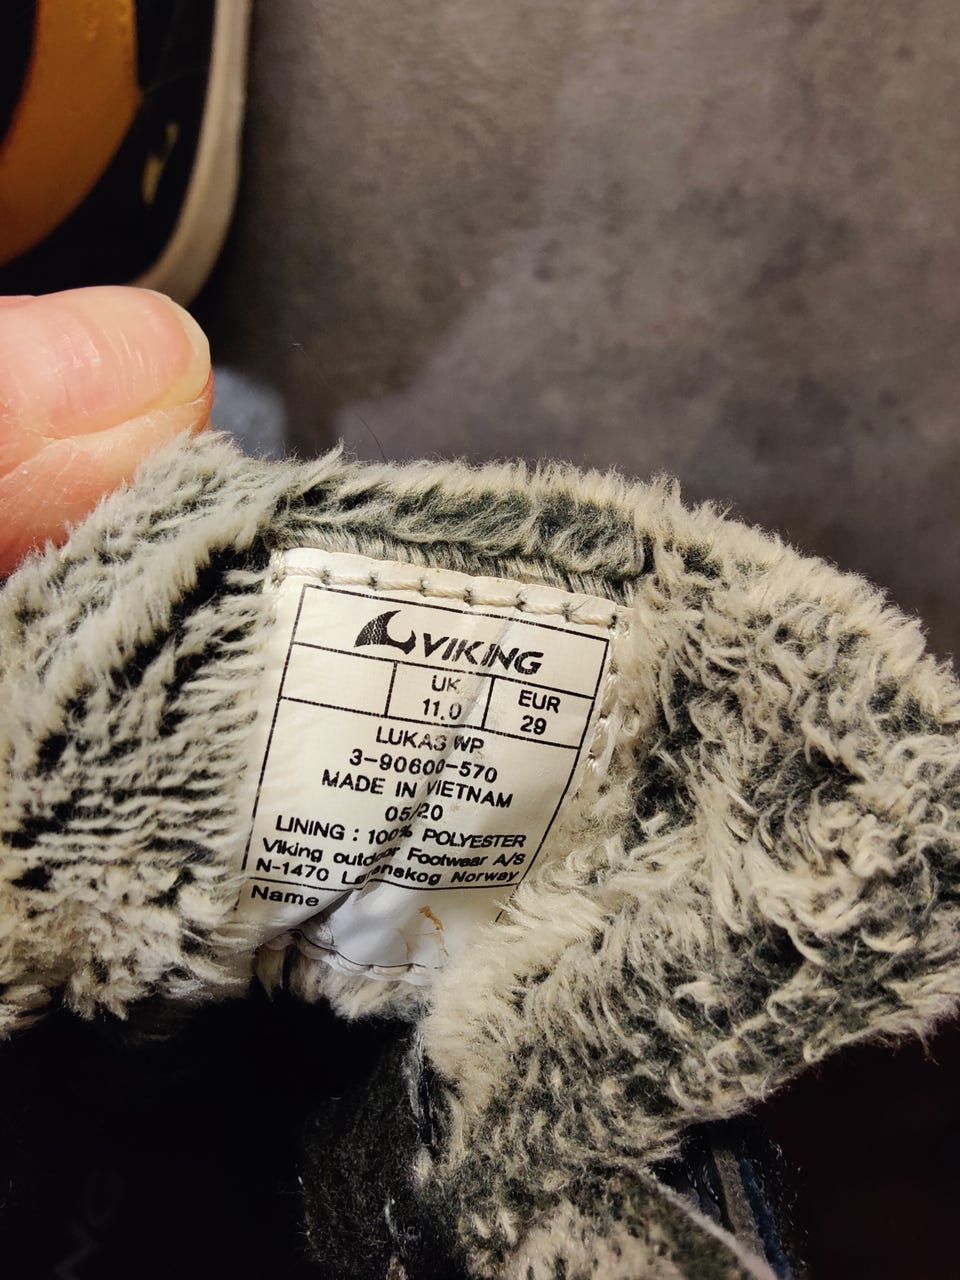 VIKING
UK EUR
11.0 29
LUKAS WP
3-90600-570
MADE IN VIETNAM
05/20
LINING : 100% POLYESTER
Viking outdoor Footwear A/S
N-1470 Lørenskog Norway
Name